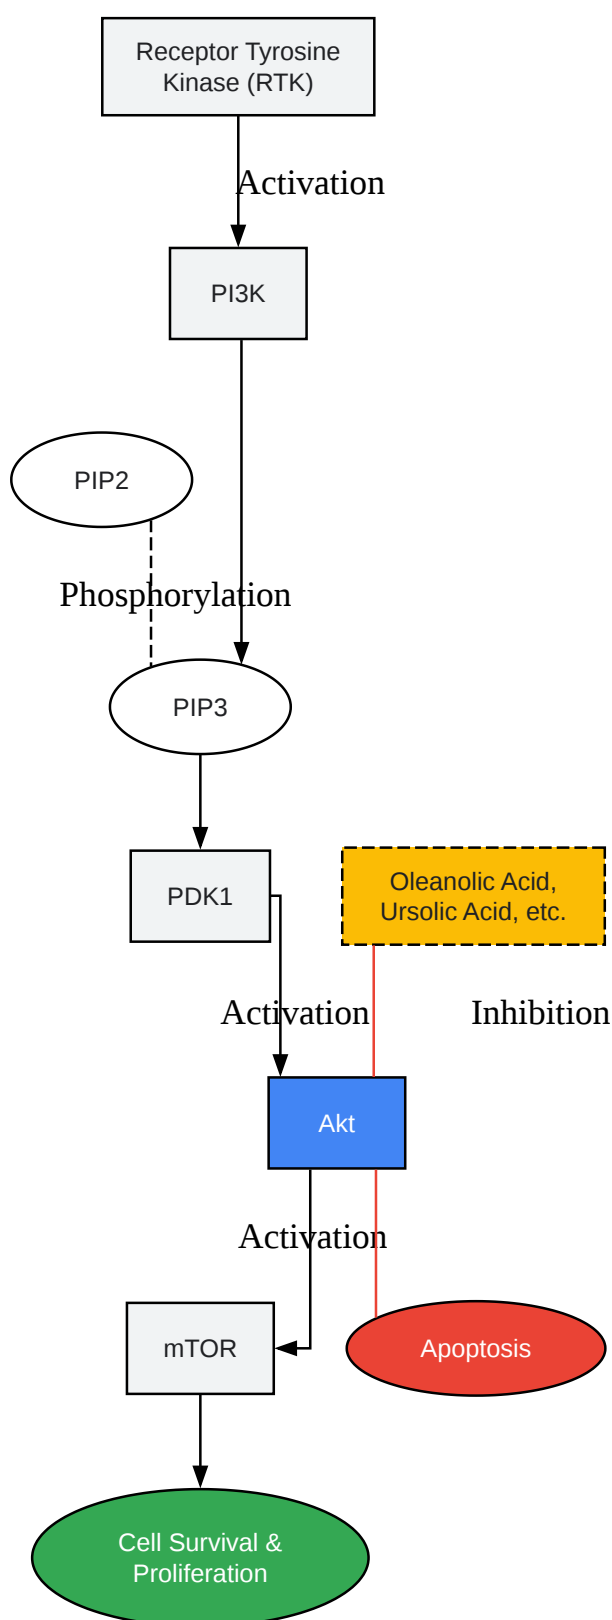 Receptor Tyrosine
Kinase (RTK)
Activation
PI3K
PIP2
Phosphorylation
PIP3
PDK1
Oleanolic Acid,
Ursolic Acid, etc.
Activation
Inhibition
Akt
Activation
mTOR
Apoptosis
Cell Survival &
Proliferation